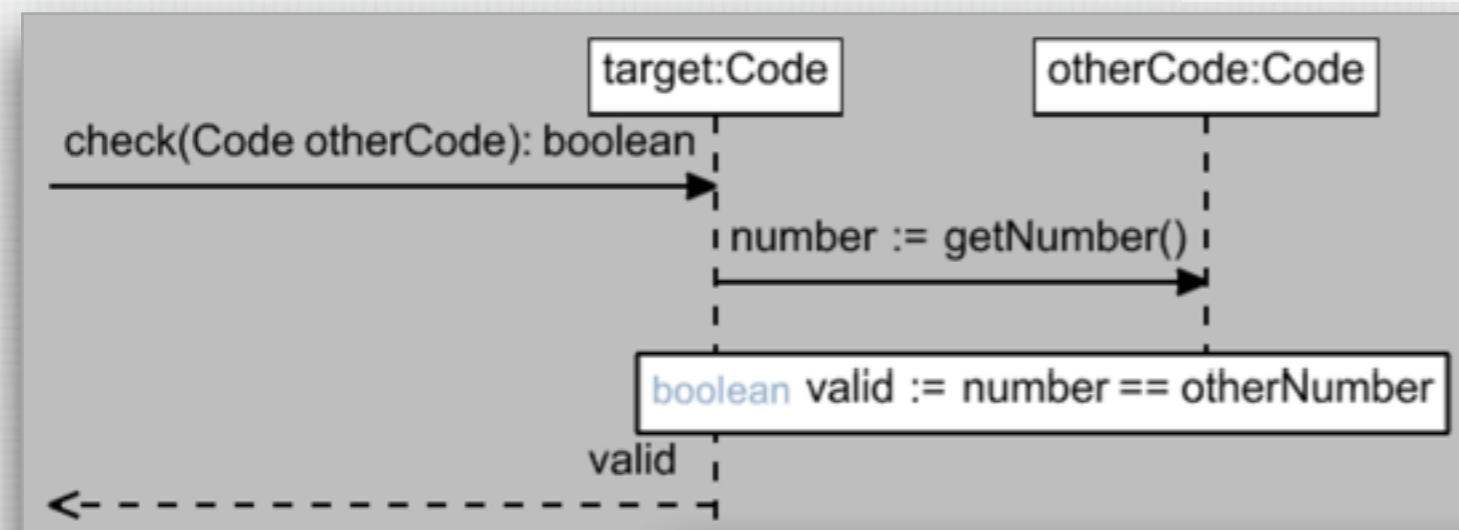 target:Code
otherCode:Code
check(Code otherCode): boolean
number := getNumber()
boolean valid := number == otherNumber
valid